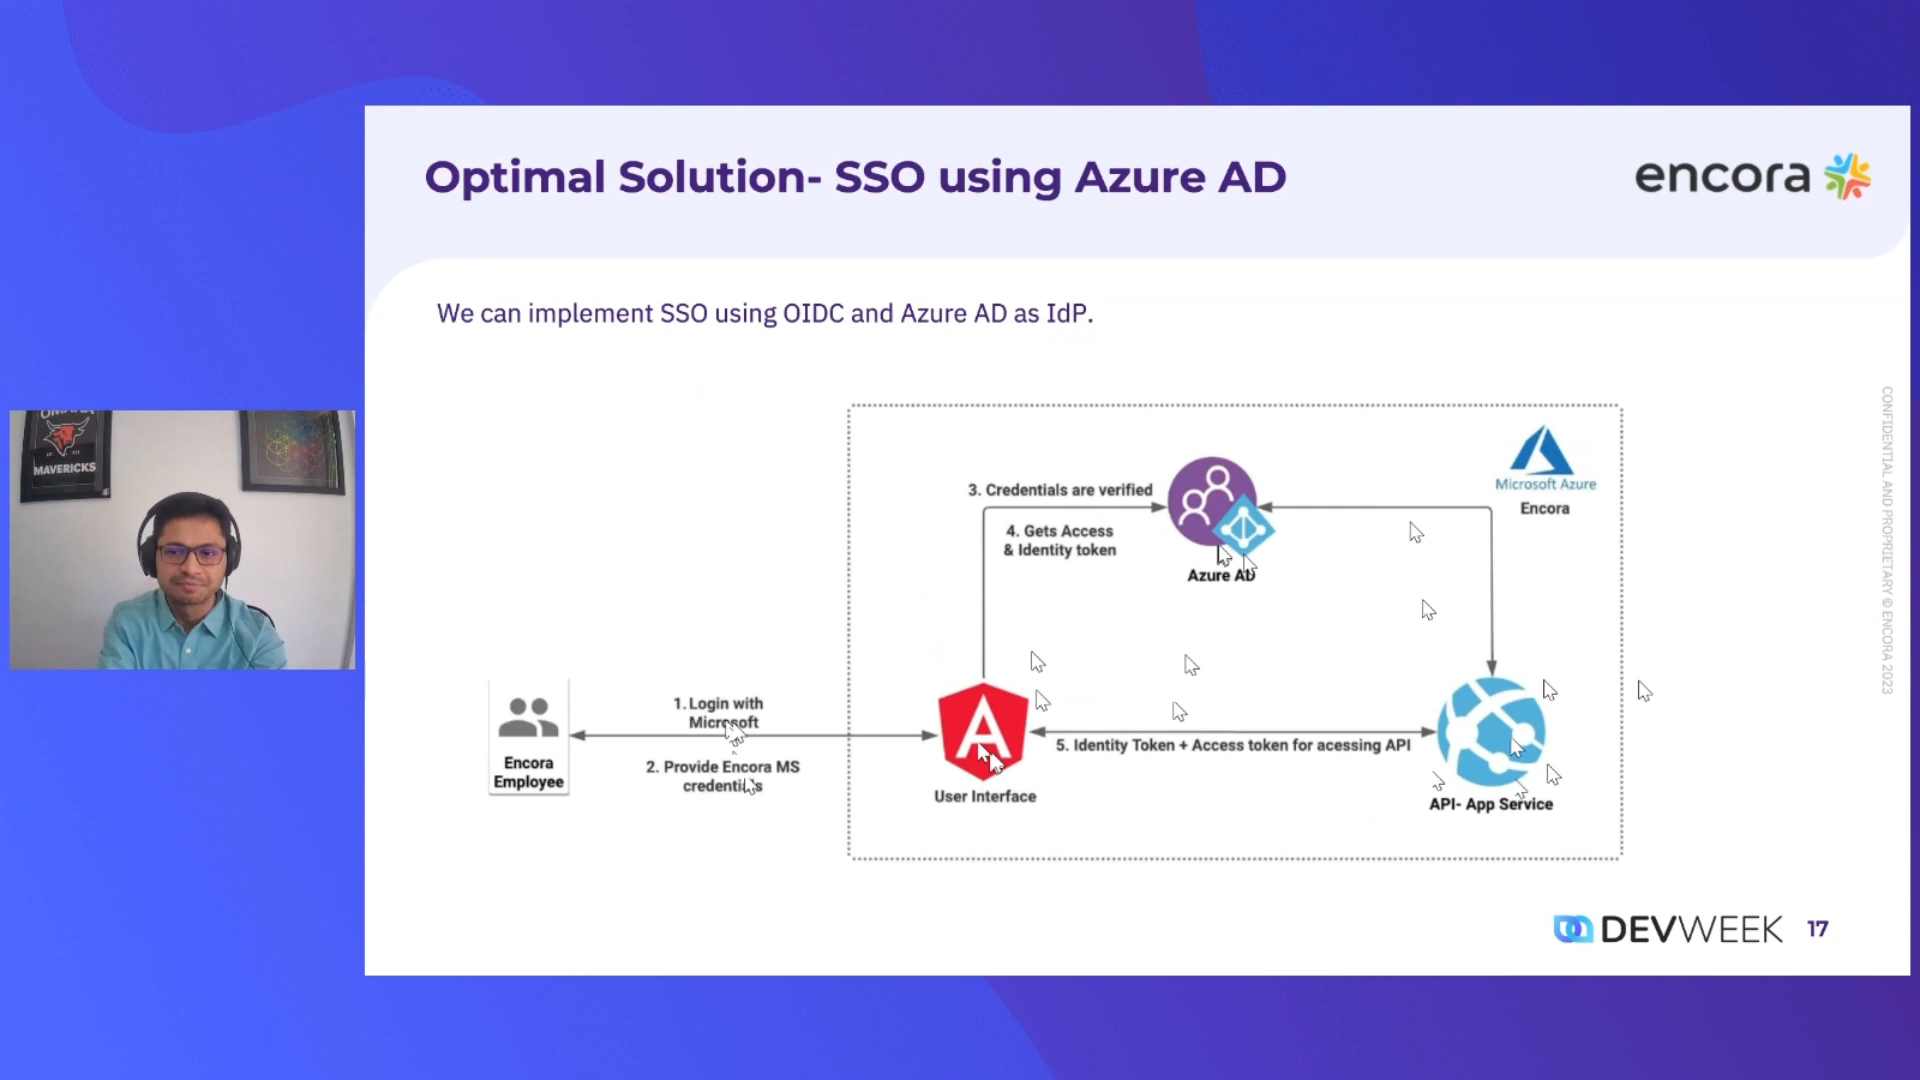 Optimal Solution- SSO using Azure AD
encora
We can implement SSO using OIDC and Azure AD as IdP.
3. Credentials are verified
4. Gets Access
& Identity token
Azure AD
Microsoft Azure
Encora
1. Login with
Microsoft
2. Provide Encora MS
credentials
Encora
Employee
User Interface
5. Identity Token + Access token for acessing API
API- App Service
CONFIDENTIAL AND PROPRIETARY © ENCORA 2023
DEVWEEK 17
OMAHA
MAVERICKS